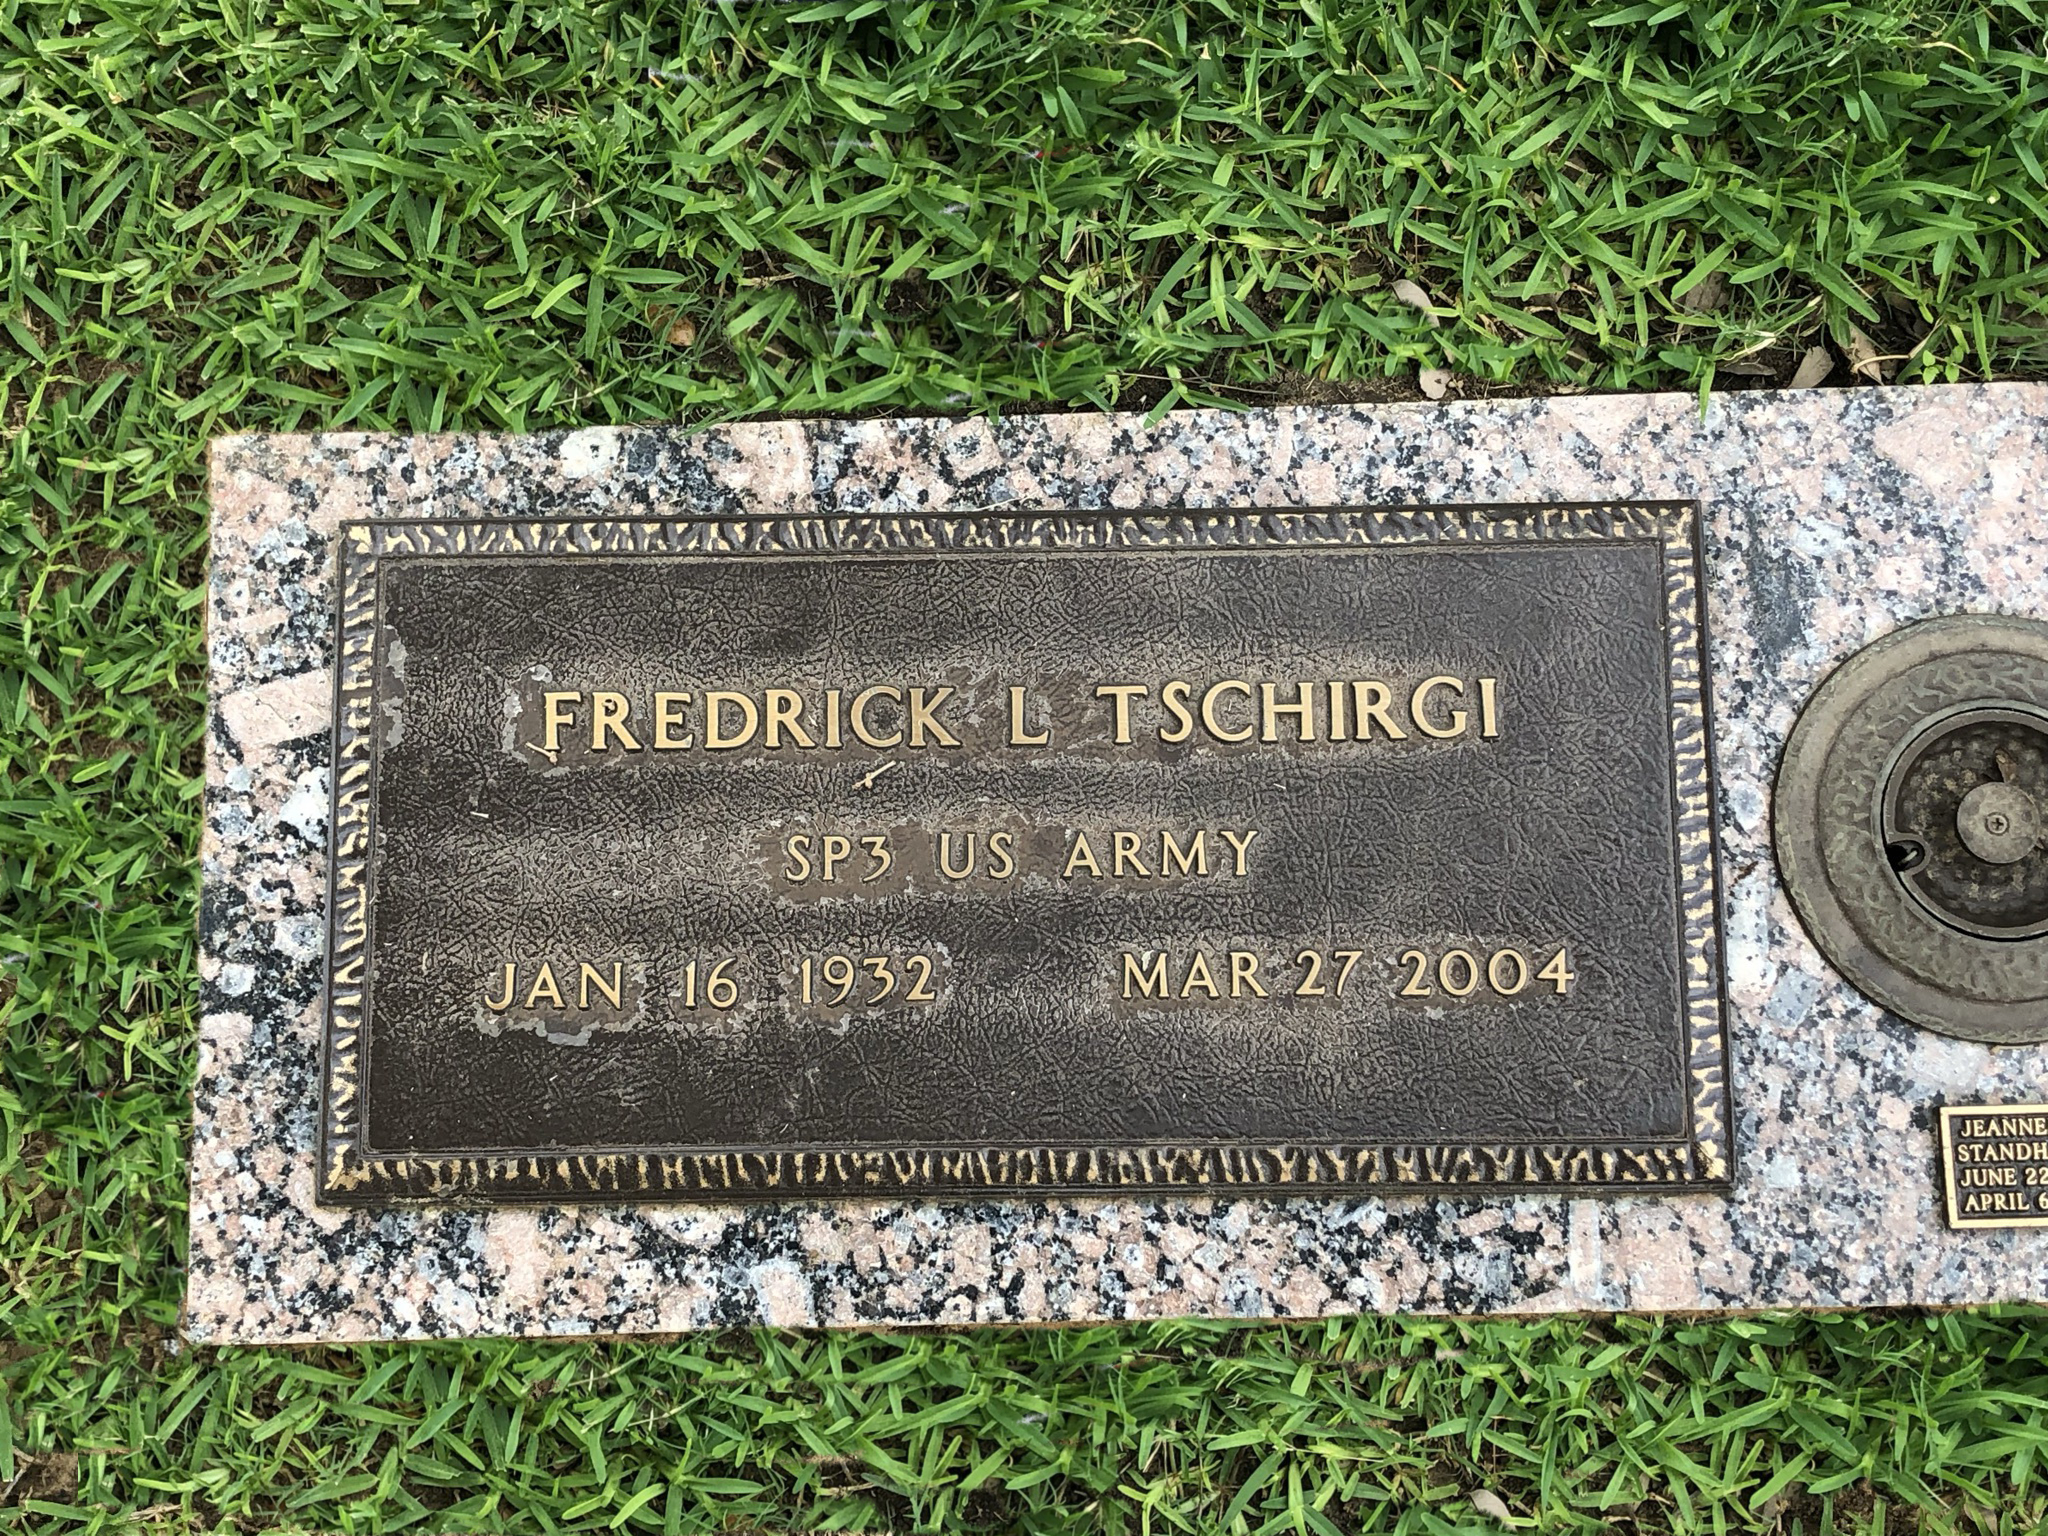 FREDRICK L TSCHIRGI
SP3 US ARMY
JAN 16 1932 MAR 27 2004
JEANNE
STANDH
JUNE 22
APRIL 6